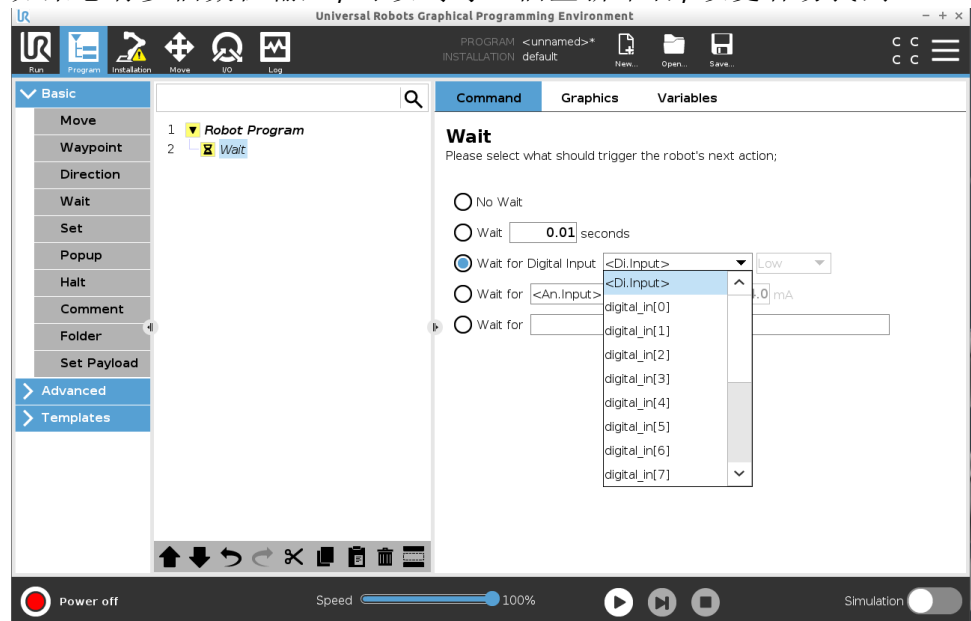 Universal Robots Graphical Programming Environment
PROGRAM <unnamed>*
INSTALLATION default
Run Program Installation Move I/O Log New... Open... Save...
C C
C C
Basic
Move
Waypoint
Direction
Wait
Set
Popup
Halt
Comment
Folder
Set Payload
Advanced
Templates
1 Robot Program
2 Wait
Command Graphics Variables
Wait
Please select what should trigger the robot's next action;
No Wait
Wait 0.01 seconds
Wait for Digital Input <Di.Input> Low
Wait for <An.Input> .0 mA
Wait for
<Di.Input>
digital_in[0]
digital_in[1]
digital_in[2]
digital_in[3]
digital_in[4]
digital_in[5]
digital_in[6]
digital_in[7]
Power off
Speed 100%
Simulation